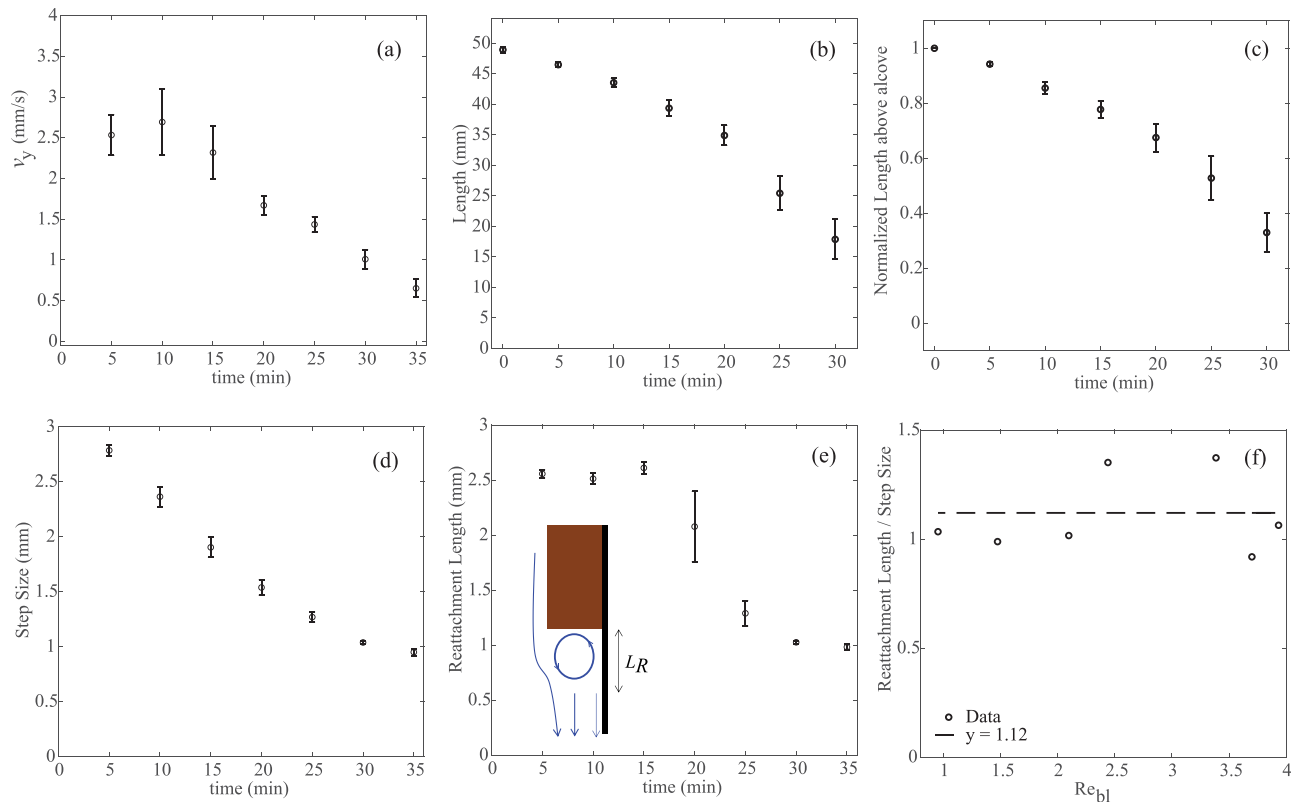 (a)
v_y (mm/s)
4
3.5
3
2.5
2
1.5
1
0.5
0
0 5 10 15 20 25 30 35
time (min)
(b)
Length (mm)
50
45
40
35
30
25
20
15
10
5
0
0 5 10 15 20 25 30
time (min)
(c)
Normalized Length above alcove
1
0.8
0.6
0.4
0.2
0
0 5 10 15 20 25 30
time (min)
(d)
Step Size (mm)
3
2.5
2
1.5
1
0.5
0
0 5 10 15 20 25 30 35
time (min)
(e)
Reattachment Length (mm)
3
2.5
2
1.5
1
0.5
0
L_R
0 5 10 15 20 25 30 35
time (min)
(f)
Reattachment Length / Step Size
1.5
1
0.5
0
Data
y = 1.12
1 1.5 2 2.5 3 3.5 4
Re_bl